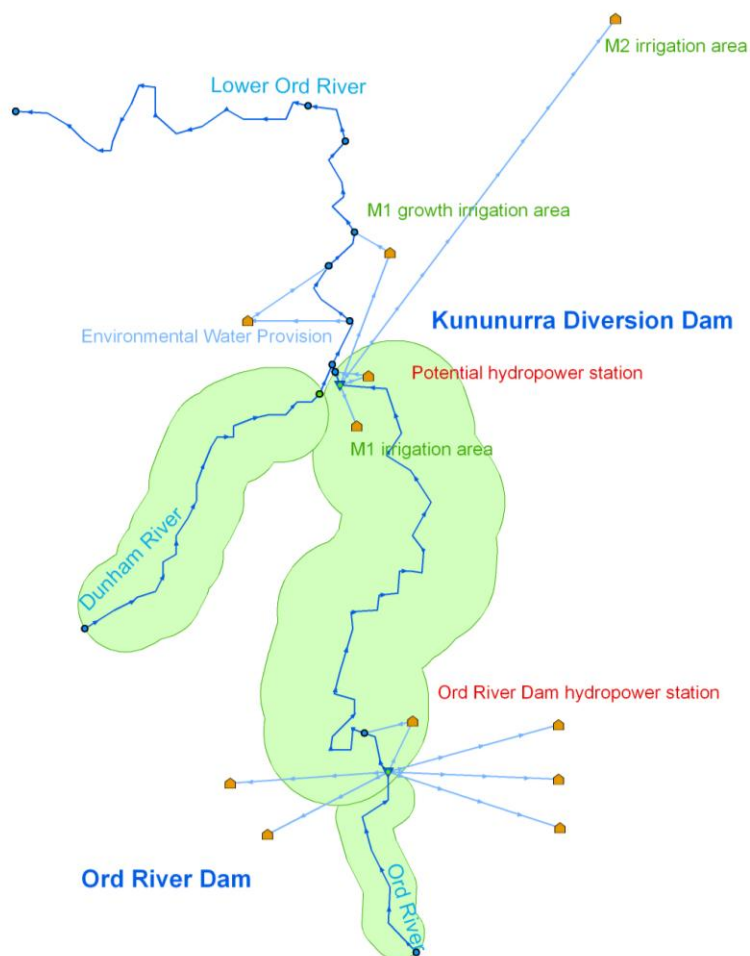 M2 irrigation area
Lower Ord River
M1 growth irrigation area
Kununurra Diversion Dam
Environmental Water Provision
Potential hydropower station
M1 irrigation area
Dunham River
Ord River Dam hydropower station
Ord River Dam
Ord River